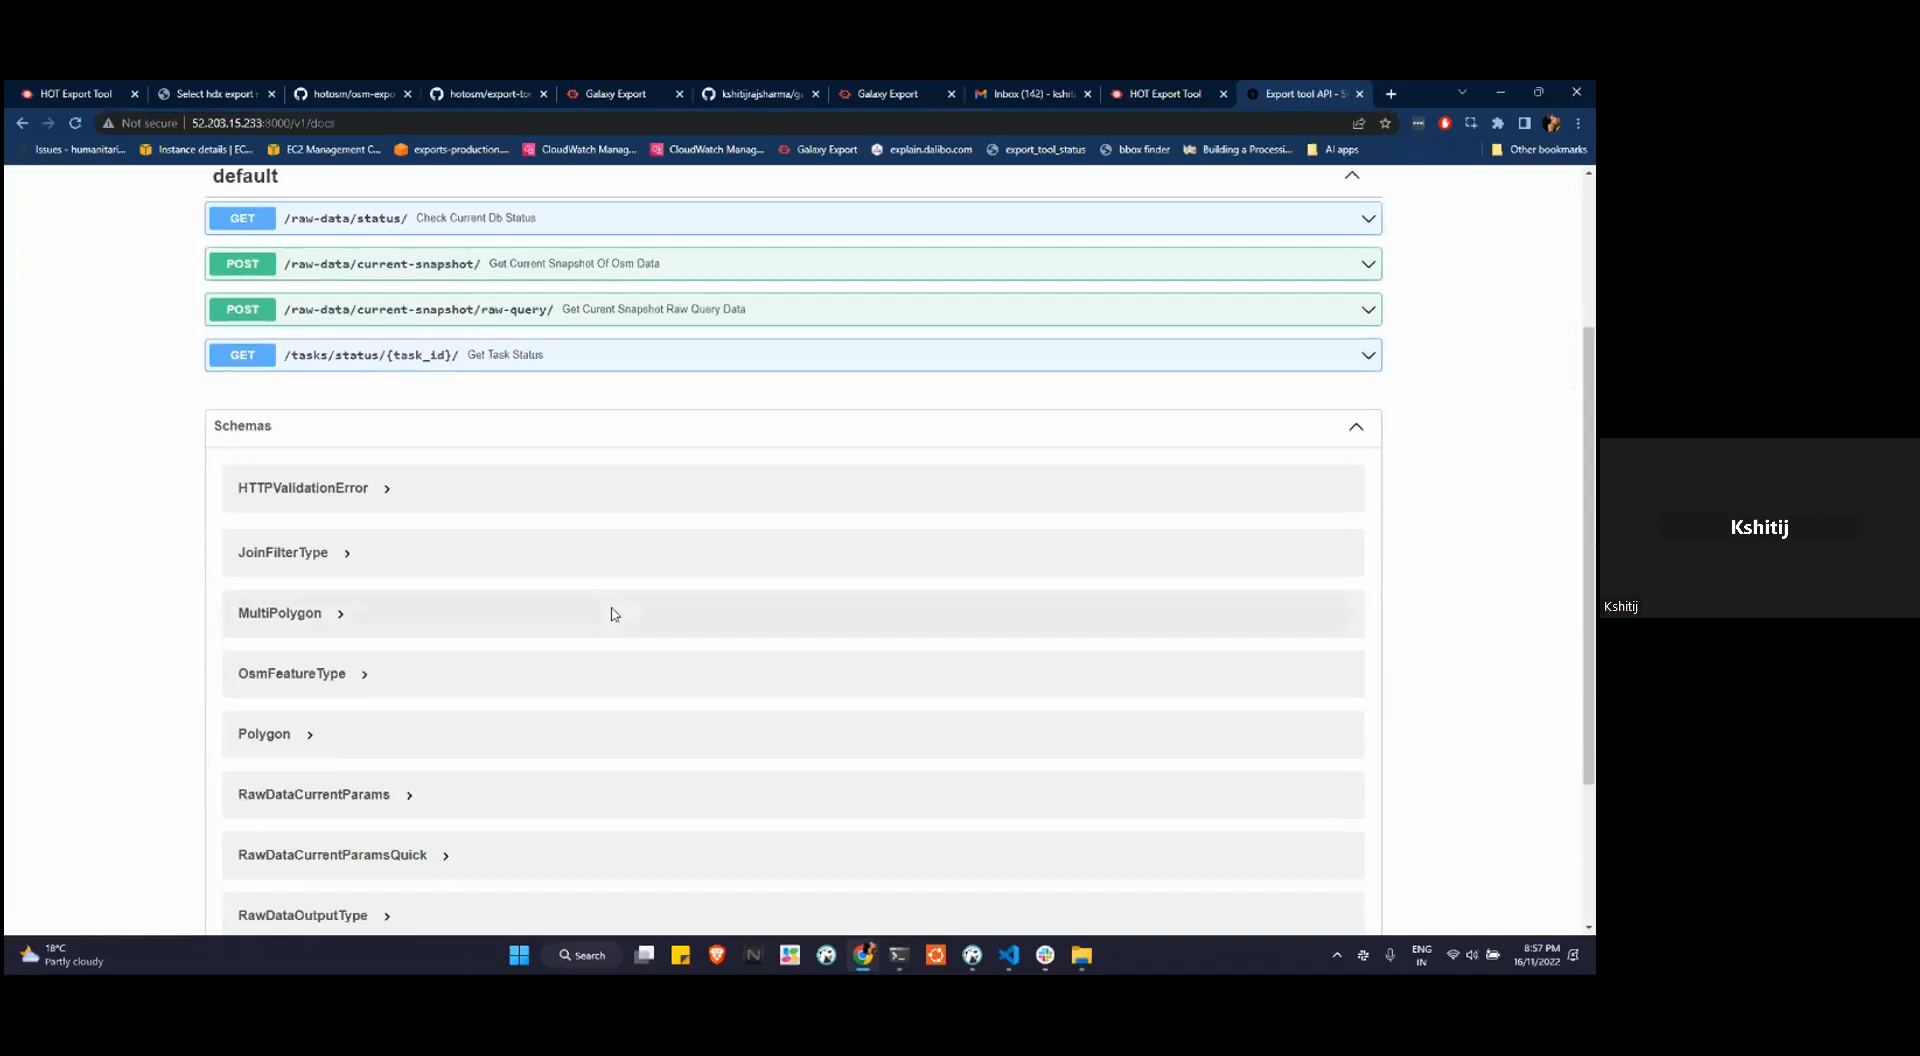 HOT Export Tool
Select hdx export r
hotosm/osm-expo
hotosm/export-to
Galaxy Export
kshitijrajsharma/ga
Galaxy Export
Inbox (142) - kshit
HOT Export Tool
Export tool API - S
Not secure | 52.203.15.233:8000/v1/docs
Issues - humanitari...
Instance details | EC...
EC2 Management C...
exports-production....
CloudWatch Manag...
CloudWatch Manag...
Galaxy Export
explain.dalibo.com
export_tool_status
bbox finder
Building a Processi...
AI apps
Other bookmarks
default
GET /raw-data/status/ Check Current Db Status
POST /raw-data/current-snapshot/ Get Current Snapshot Of Osm Data
POST /raw-data/current-snapshot/raw-query/ Get Curent Snapshot Raw Query Data
GET /tasks/status/{task_id}/ Get Task Status
Schemas
HTTPValidationError
JoinFilterType
MultiPolygon
OsmFeatureType
Polygon
RawDataCurrentParams
RawDataCurrentParamsQuick
RawDataOutputType
Kshitij
Kshitij
18°C
Partly cloudy
Search
ENG
IN
8:57 PM
16/11/2022